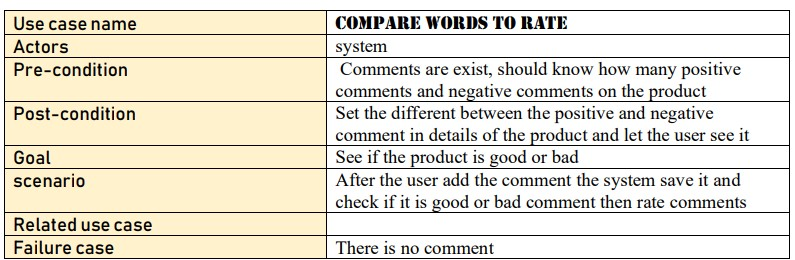 Use case name COMPARE WORDS TO RATE
Actors system
Pre-condition Comments are exist, should know how many positive
comments and negative comments on the product
Post-condition Set the different between the positive and negative
comment in details of the product and let the user see it
Goal See if the product is good or bad
scenario After the user add the comment the system save it and
check if it is good or bad comment then rate comments
Related use case
Failure case There is no comment